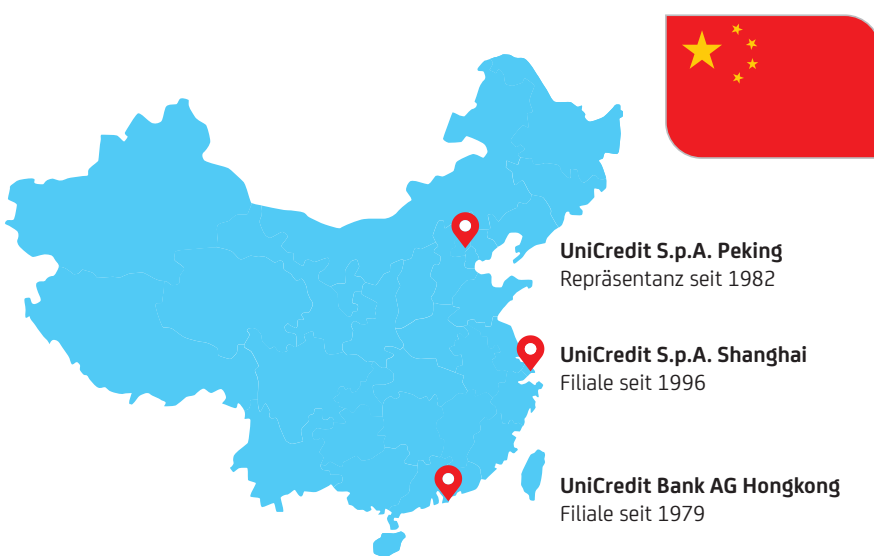 UniCredit S.p.A. Peking
Repräsentanz seit 1982
UniCredit S.p.A. Shanghai
Filiale seit 1996
UniCredit Bank AG Hongkong
Filiale seit 1979